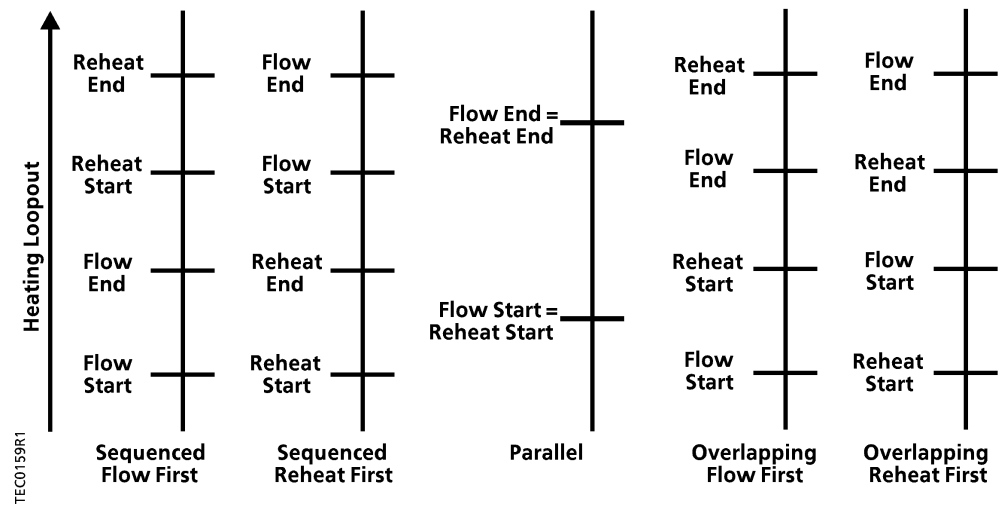 Heating Loopout
Reheat
End
Reheat
Start
Flow
End
Flow
Start
Sequenced
Flow First
Flow
End
Flow
Start
Reheat
End
Reheat
Start
Sequenced
Reheat First
Flow End =
Reheat End
Flow Start =
Reheat Start
Parallel
Reheat
End
Flow
End
Reheat
Start
Flow
Start
Overlapping
Flow First
Flow
End
Reheat
End
Flow
Start
Reheat
Start
Overlapping
Reheat First
TEC0159R1